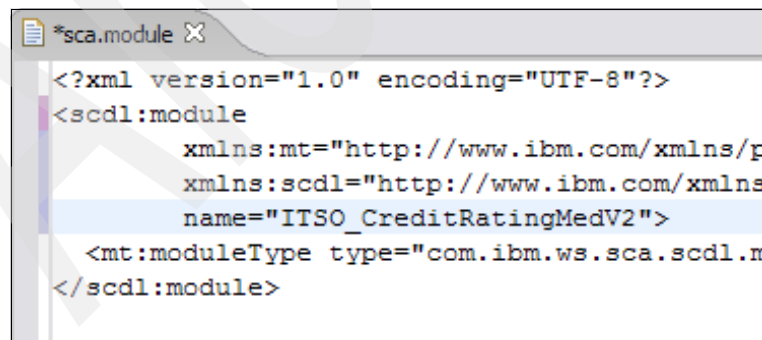 *sca.module
<?xml version="1.0" encoding="UTF-8"?>
<scdl:module
xmlns:mt="http://www.ibm.com/xmlns/p
xmlns:scdl="http://www.ibm.com/xmlns
name="ITSO_CreditRatingMedV2">
<mt:moduleType type="com.ibm.ws.sca.scdl.m
</scdl:module>